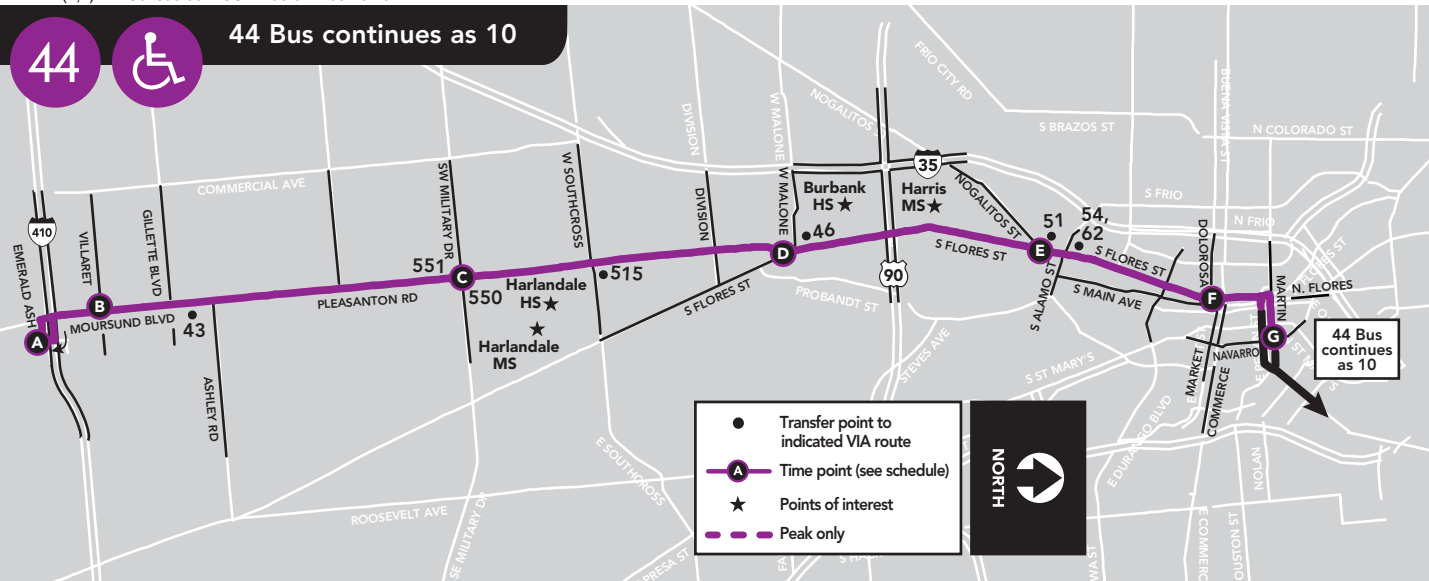 44
44 Bus continues as 10
FRIO CITY RD
NOGALITOS ST
DIVISION
W MALONE
S BRAZOS ST
BUENA VISTA ST
N COLORADO ST
COMMERCIAL AVE
SW MILITARY DR
W SOUTHCROSS
DIVISION
W MALONE
Burbank
HS
35
Harris
MS
NOGALITOS ST
S FRIO
N FRIO
410
VILLARET
GILLETTE BLVD
EMERALD ASH
46
51
54,
62
DOLOROSA
S FLORES ST
S FLORES ST
E
D
551
C
550
Harlandale
HS
515
90
PROBANDT ST
S ALAMO ST
S MAIN AVE
F
MARTIN
N. FLORES
B
MOURSUND BLVD
PLEASANTON RD
43
A
Harlandale
MS
S FLORES ST
G
NAVARRO
44 Bus
continues
as 10
ASHLEY RD
STEVES AVE
S ST MARY'S
MARKET
COMMERCE
E DURANGO BLVD
NOLAN
E SOUTHCROSS
ROOSEVELT AVE
SE MILITARY DR
Transfer point to
indicated VIA route
A
Time point (see schedule)
Points of interest
Peak only
NORTH